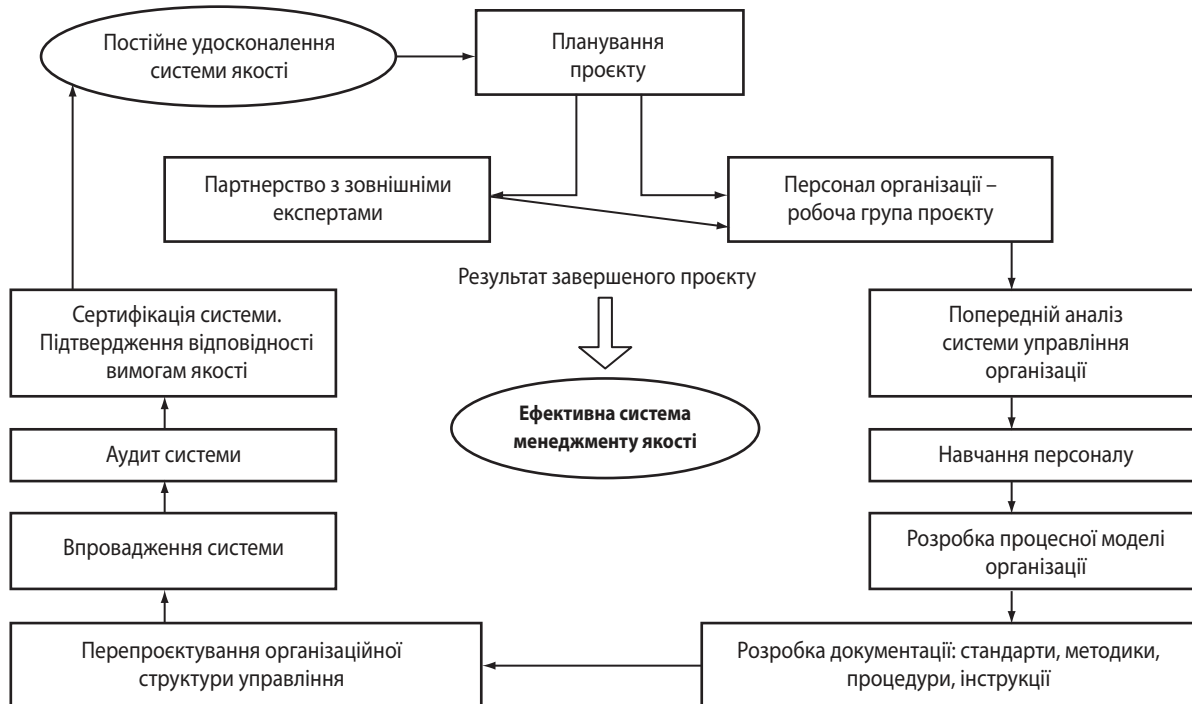 Постійне удосконалення
системи якості
Планування
проєкту
Партнерство з зовнішніми
експертами
Персонал організації –
робоча група проєкту
Результат завершеного проєкту
Сертифікація системи.
Підтвердження відповідності
вимогам якості
Попередній аналіз
системи управління
організації
Ефективна система
менеджменту якості
Аудит системи
Навчання персоналу
Впровадження системи
Розробка процесної моделі
організації
Перепроєктування організаційної
структури управління
Розробка документації: стандарти, методики,
процедури, інструкції